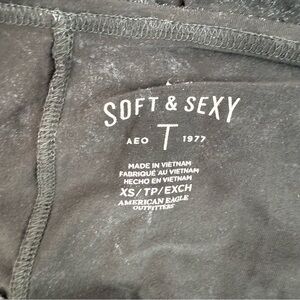 SOFT & SEXY
AEO T 1977
MADE IN VIETNAM
FABRIQUÉ AU VIETNAM
HECHO EN VIETNAM
XS/TP/EXCH
AMERICAN EAGLE
OUTFITTERS